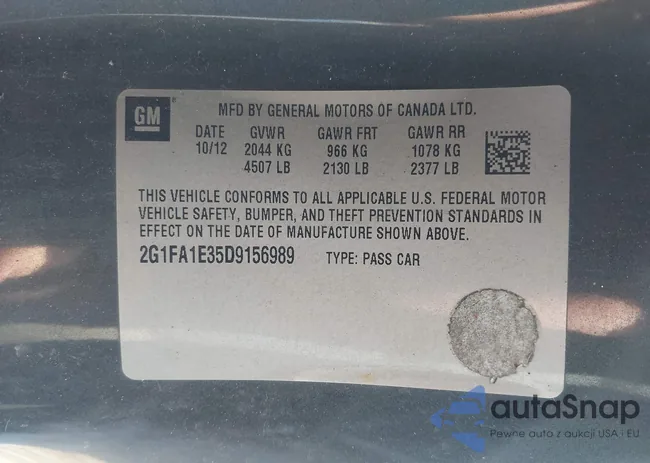 GM
MFD BY GENERAL MOTORS OF CANADA LTD.
DATE GVWR GAWR FRT GAWR RR
10/12 2044 KG 966 KG 1078 KG
4507 LB 2130 LB 2377 LB
THIS VEHICLE CONFORMS TO ALL APPLICABLE U.S. FEDERAL MOTOR
VEHICLE SAFETY, BUMPER, AND THEFT PREVENTION STANDARDS IN
EFFECT ON THE DATE OF MANUFACTURE SHOWN ABOVE.
2G1FA1E35D9156989 TYPE: PASS CAR
autaSnap
Pewne auto z aukcji USA i EU